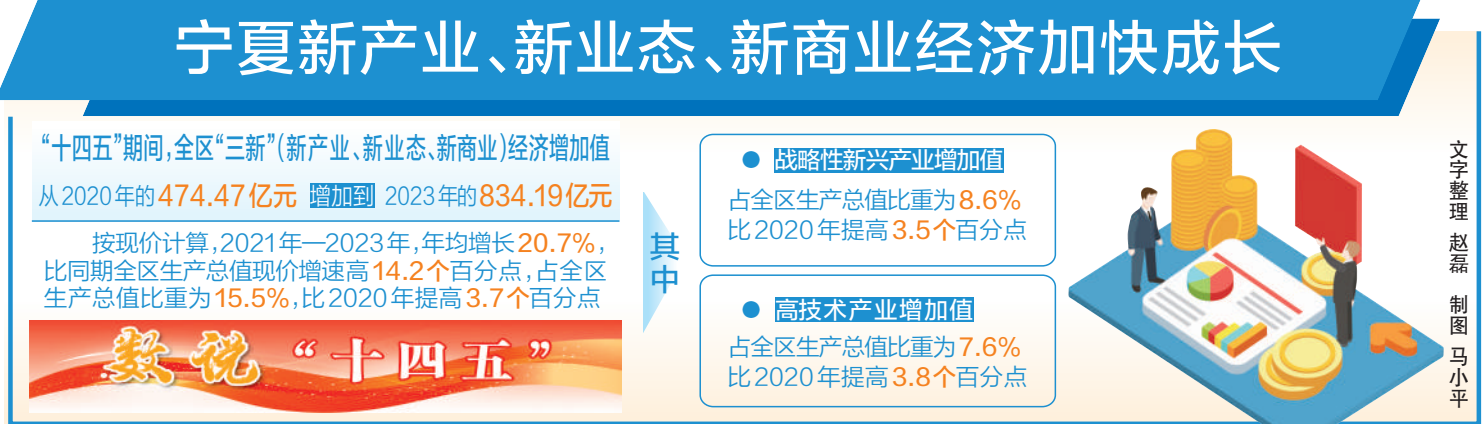 宁夏新产业、新业态、新商业经济加快成长
“十四五”期间,全区“三新”(新产业、新业态、新商业)经济增加值
从2020年的474.47亿元 增加到 2023年的834.19亿元
按现价计算,2021年—2023年,年均增长20.7%,
比同期全区生产总值现价增速高14.2个百分点,占全区
生产总值比重为15.5%,比2020年提高3.7个百分点
数说“十四五”
其中
● 战略性新兴产业增加值
占全区生产总值比重为8.6%
比2020年提高3.5个百分点
● 高技术产业增加值
占全区生产总值比重为7.6%
比2020年提高3.8个百分点
文字整理 赵磊 制图 马小平